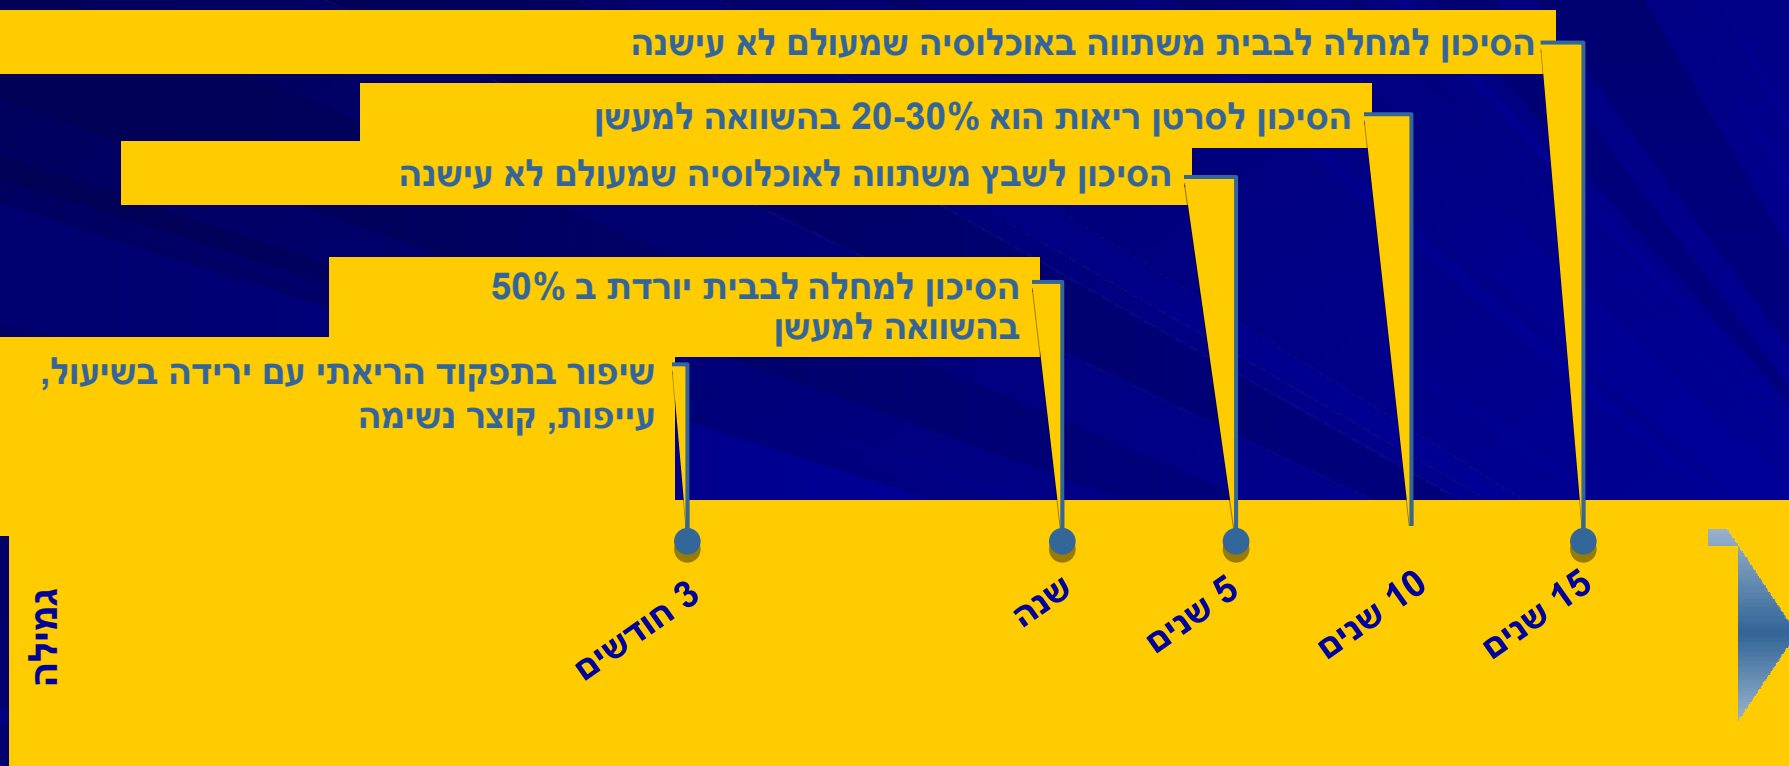 הסיכון למחלה לבבית משתווה באוכלוסיה שמעולם לא עישנה
הסיכון לסרטן ריאות הוא 20-30% בהשוואה למעשן
הסיכון לשבץ משתווה לאוכלוסיה שמעולם לא עישנה
הסיכון למחלה לבבית יורדת ב 50%
בהשוואה למעשן
שיפור בתפקוד הריאתי עם ירידה בשיעול,
עייפות, קוצר נשימה
גמילה
3 חודשים
שנה
5 שנים
10 שנים
15 שנים